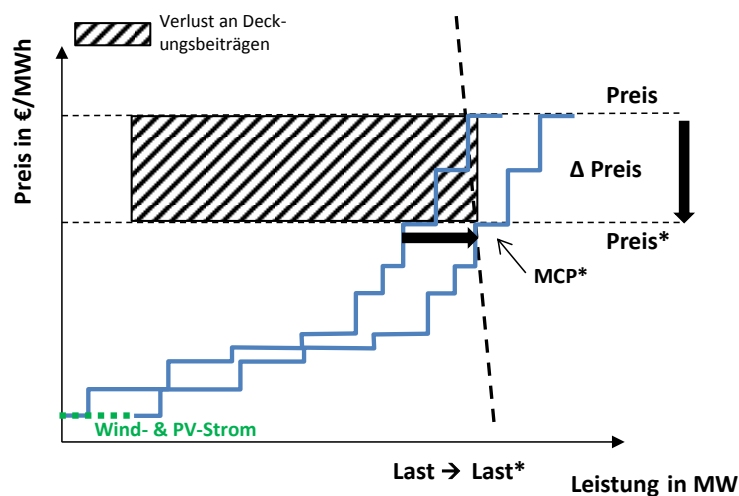 Verlust an Deck-
ungsbeiträgen
Preis in €/MWh
Preis
Δ Preis
Preis*
MCP*
Wind- & PV-Strom
Last → Last*
Leistung in MW